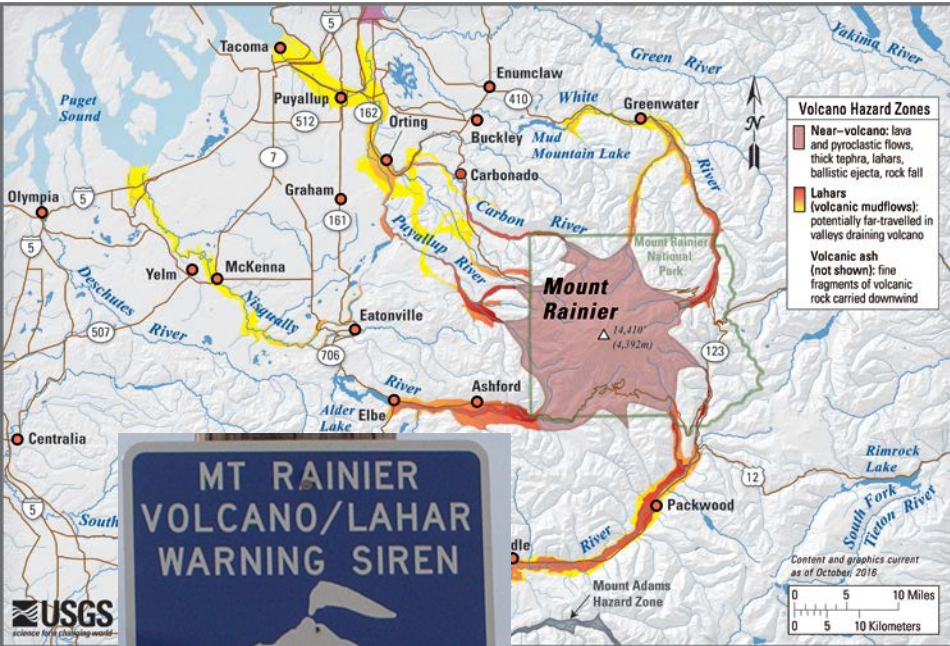 5
Tacoma
Puget
Sound
Puyallup
512
162
Orting
Enumclaw
410
White
Greenwater
Green River
Yakima River
Buckley
Mud
Mountain Lake
River
N
7
Carbonado
Graham
161
Carbon River
Puyallup
River
Olympia
5
5
Yelm
McKenna
Nisqually
Deschutes
River
507
Eatonville
706
River
Alder
Lake
Elbe
Ashford
Mount Rainier
National
Park
Mount
Rainier
14,410'
(4,392m)
123
Centralia
5
South
12
Rimrock
Lake
South Fork
Tieton River
Packwood
River
dle
Mount Adams
Hazard Zone
Volcano Hazard Zones
Near–volcano: lava
and pyroclastic flows,
thick tephra, lahars,
ballistic ejecta, rock fall
Lahars
(volcanic mudflows):
potentially far-travelled in
valleys draining volcano
Volcanic ash
(not shown): fine
fragments of volcanic
rock carried downwind
Content and graphics current
as of October, 2016
0 5 10 Miles
0 5 10 Kilometers
USGS
science for a changing world
MT RAINIER
VOLCANO/LAHAR
WARNING SIREN